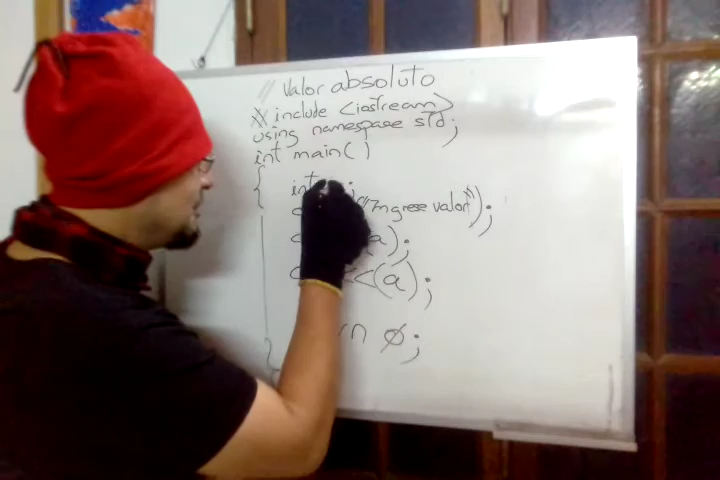 // Valor absoluto
# include <iostream>
using namespace std;
int main()
{
int ;
("Ingrese valor");
a);
<(a);
n 0;
}